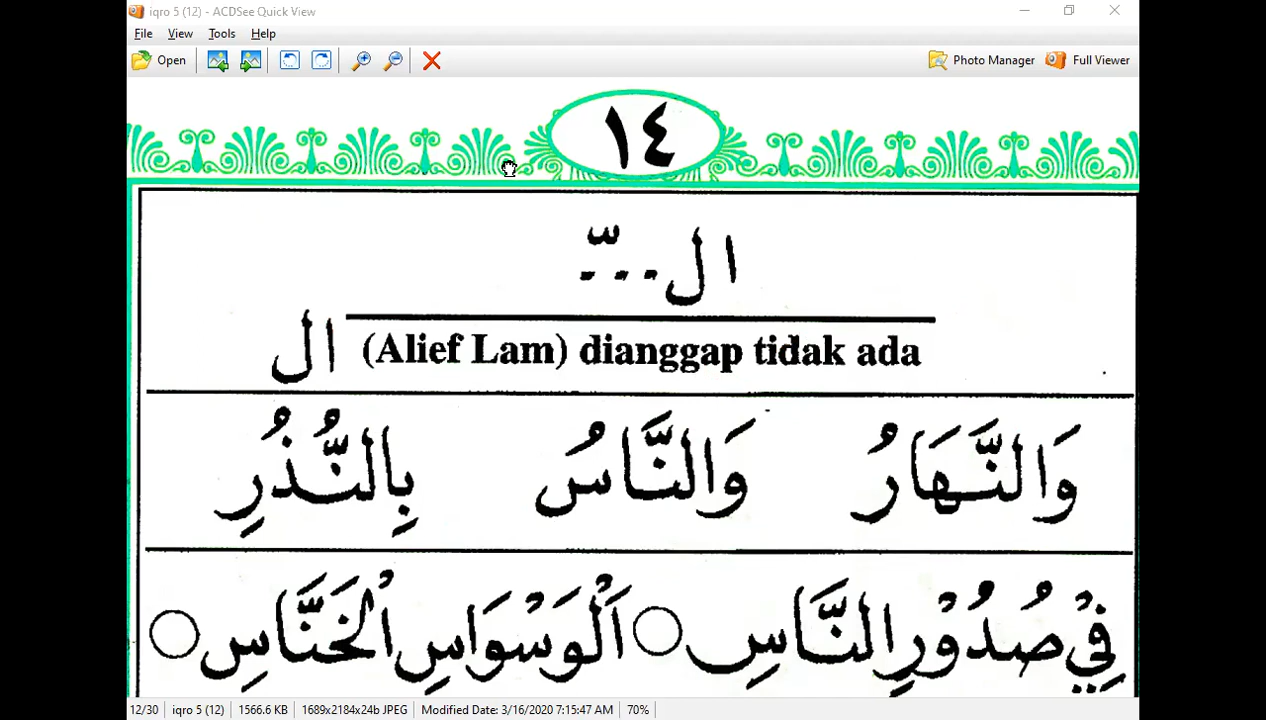 iqro 5 (12) - ACDSee Quick View
File View Tools Help
Open Photo Manager Full Viewer
١٤
ال...ـّ
ال (Alief Lam) dianggap tidak ada
وَالنَّهَارُ وَالنَّاسُ بِالنُّذُرِ
فِيْ صُدُوْرِ النَّاسِ ○ اَلْوَسْوَاسِ الْخَنَّاسِ ○
12/30 iqro 5 (12) 1566.6 KB 1689x2184x24b JPEG Modified Date: 3/16/2020 7:15:47 AM 70%